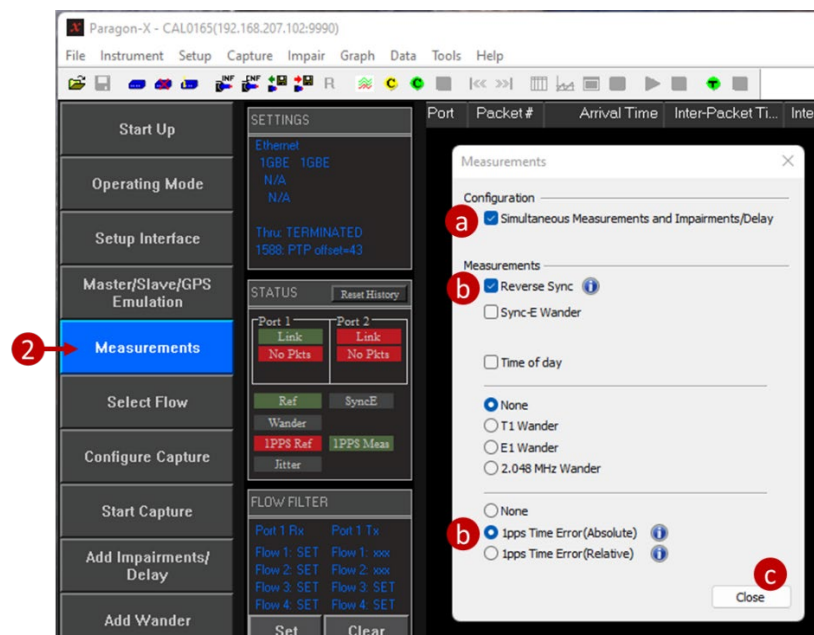 Paragon-X - CAL0165(192.168.207.102:9990)
File Instrument Setup Capture Impair Graph Data Tools Help
INF CNF R C C T
Start Up
Operating Mode
Setup Interface
Master/Slave/GPS
Emulation
2
Measurements
Select Flow
Configure Capture
Start Capture
Add Impairments/
Delay
Add Wander
SETTINGS
Ethernet
1GBE 1GBE
N/A
N/A
Thru: TERMINATED
1588: PTP offset=43
STATUS Reset History
Port 1 Port 2
Link Link
No Pkts No Pkts
Ref SyncE
Wander
1PPS Ref 1PPS Meas
Jitter
FLOW FILTER
Port 1 Rx Port 1 Tx
Flow 1: SET Flow 1: xxx
Flow 2: SET Flow 2: xxx
Flow 3: SET Flow 3: SET
Flow 4: SET Flow 4: SET
Set Clear
Port Packet # Arrival Time Inter-Packet Ti... Inte
Measurements
Configuration
a Simultaneous Measurements and Impairments/Delay
Measurements
b Reverse Sync
Sync-E Wander
Time of day
None
T1 Wander
E1 Wander
2.048 MHz Wander
None
b 1pps Time Error(Absolute)
1pps Time Error(Relative)
c
Close